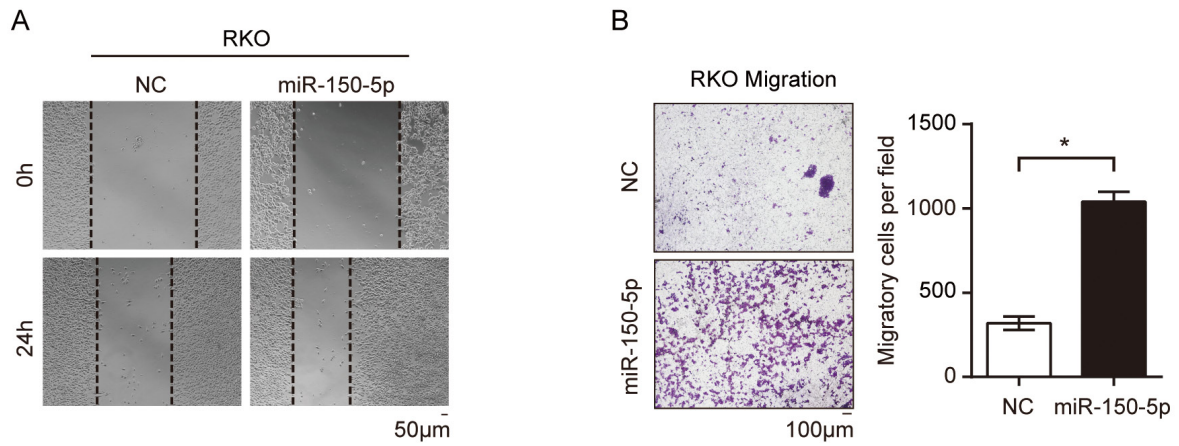 A
RKO
NC
miR-150-5p
0h
24h
50μm
B
RKO Migration
NC
miR-150-5p
100μm
Migratory cells per field
1500
1000
500
0
*
NC
miR-150-5p